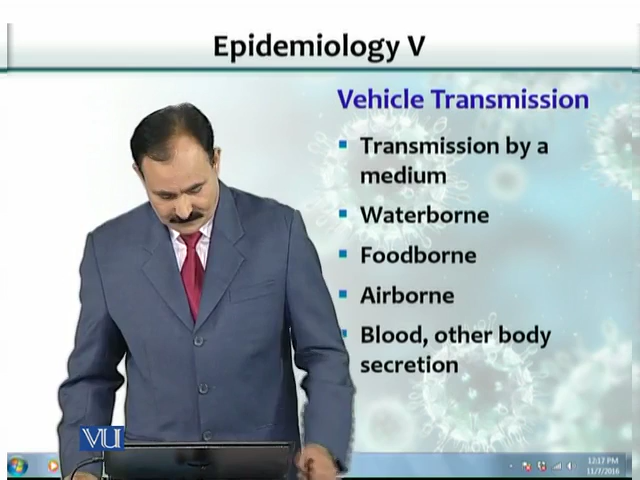 Epidemiology V
Vehicle Transmission
Transmission by a
medium
Waterborne
Foodborne
Airborne
Blood, other body
secretion
VU
12:17 PM
11/7/2016